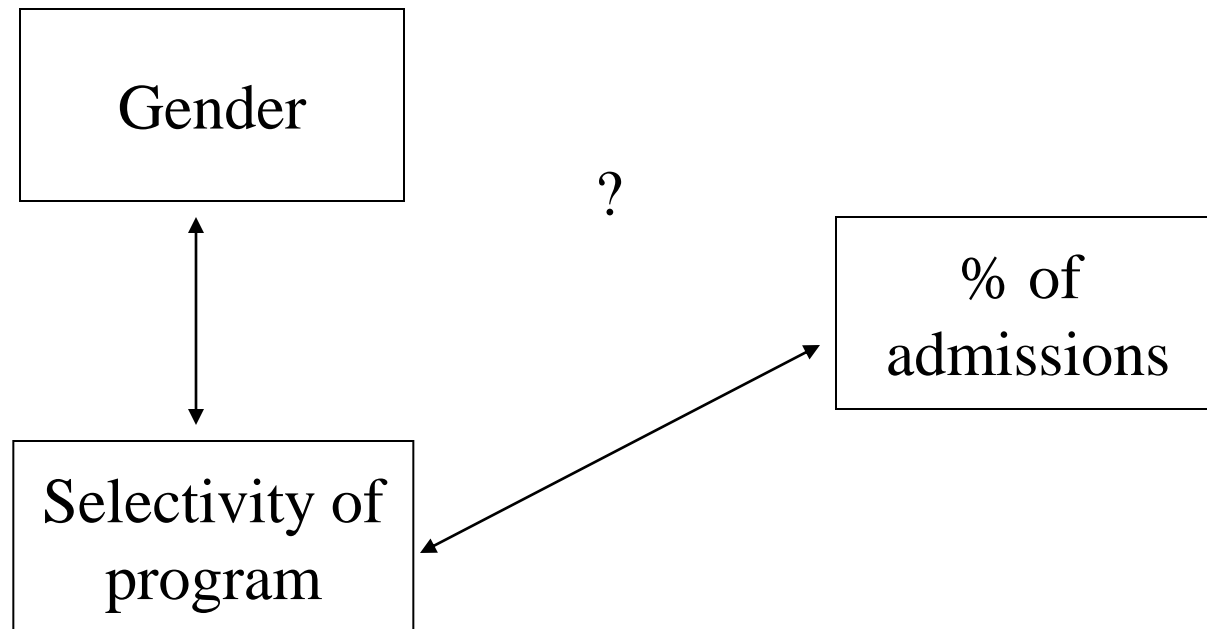 Gender
?
% of
admissions
Selectivity of
program